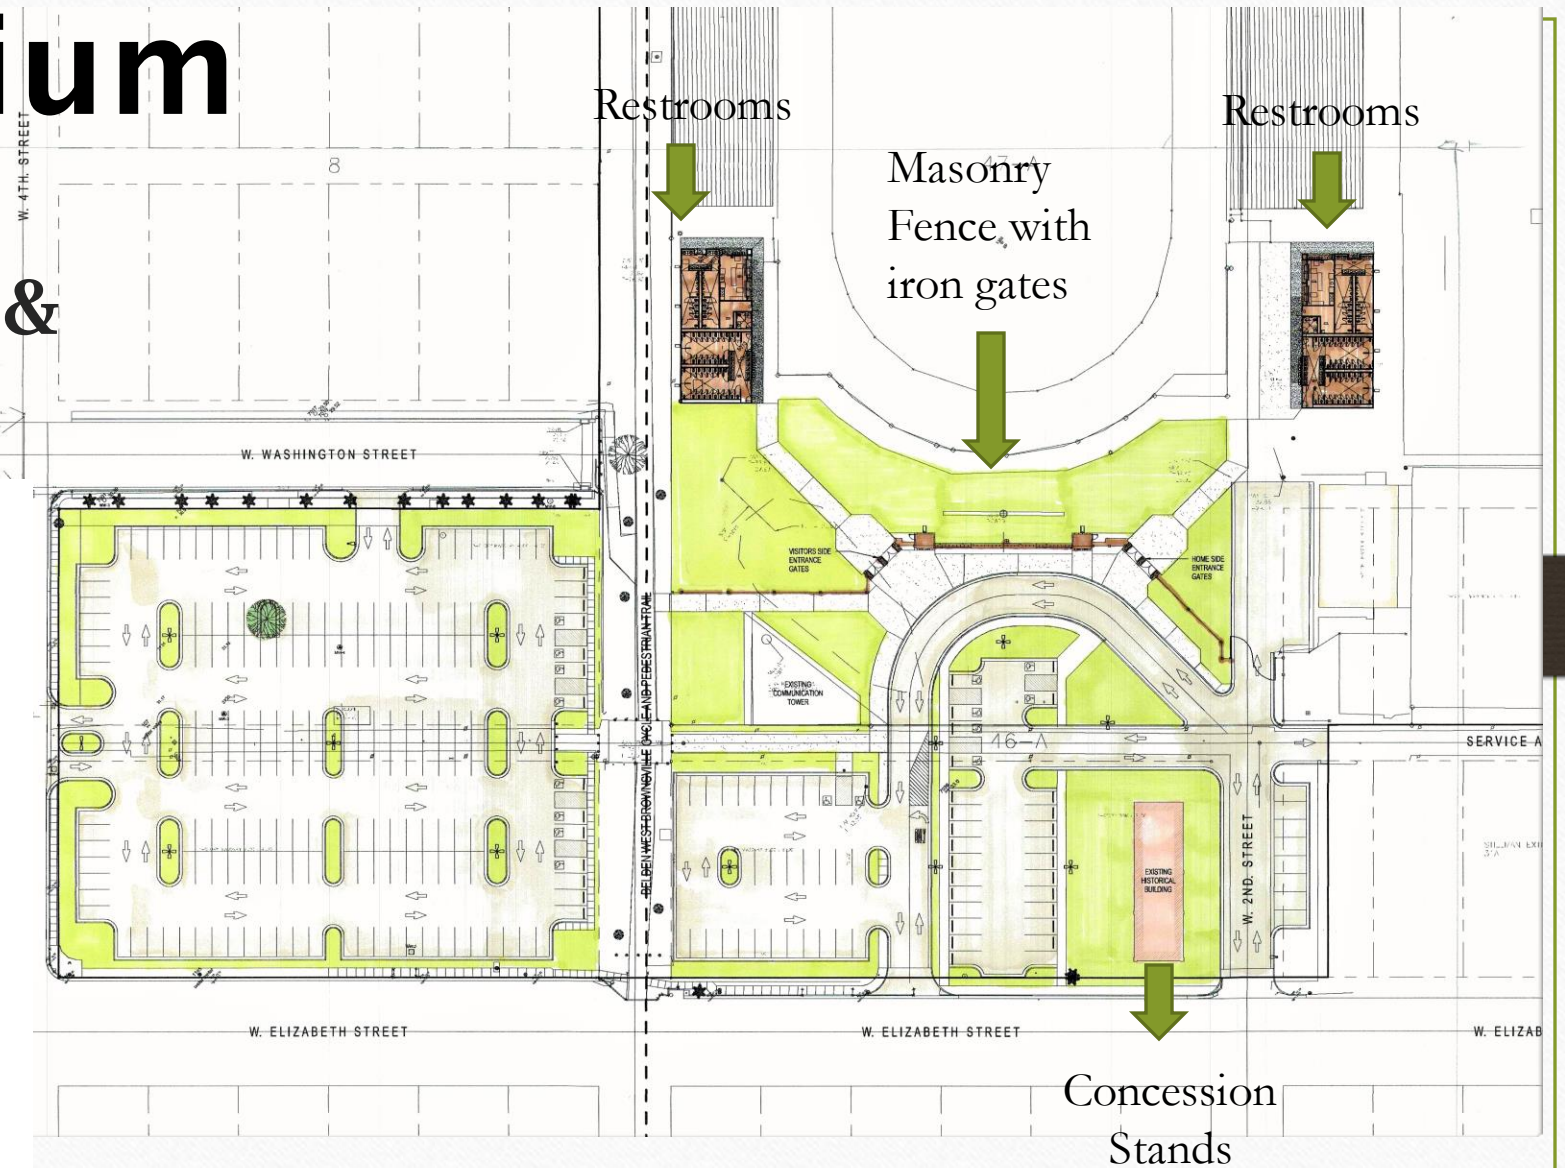 ium
&
Restrooms
Restrooms
Masonry
Fence with
iron gates
W. 4TH. STREET
8
47-A
W. WASHINGTON STREET
VISITORS SIDE
ENTRANCE
GATES
HOME SIDE
ENTRANCE
GATES
BELDEN WEST BROWNSVILLE CYCLE AND PEDESTRIAN TRAIL
EXISTING
COMMUNICATION
TOWER
46-A
SERVICE A
EXISTING
HISTORICAL
BUILDING
W. 2ND. STREET
W. ELIZABETH STREET
W. ELIZABETH STREET
W. ELIZAB
Concession
Stands